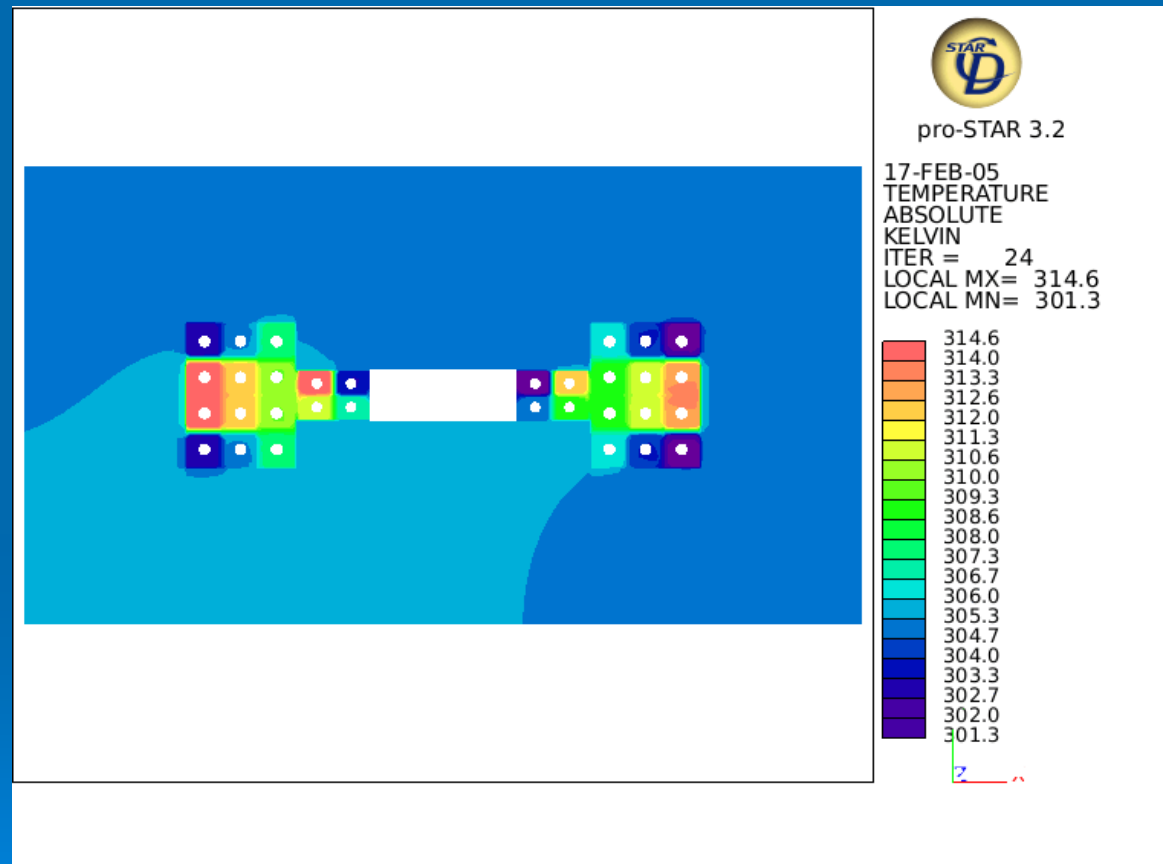 STAR
CD
pro-STAR 3.2
17-FEB-05
TEMPERATURE
ABSOLUTE
KELVIN
ITER = 24
LOCAL MX= 314.6
LOCAL MN= 301.3
314.6
314.0
313.3
312.6
312.0
311.3
310.6
310.0
309.3
308.6
308.0
307.3
306.7
306.0
305.3
304.7
304.0
303.3
302.7
302.0
301.3
Z